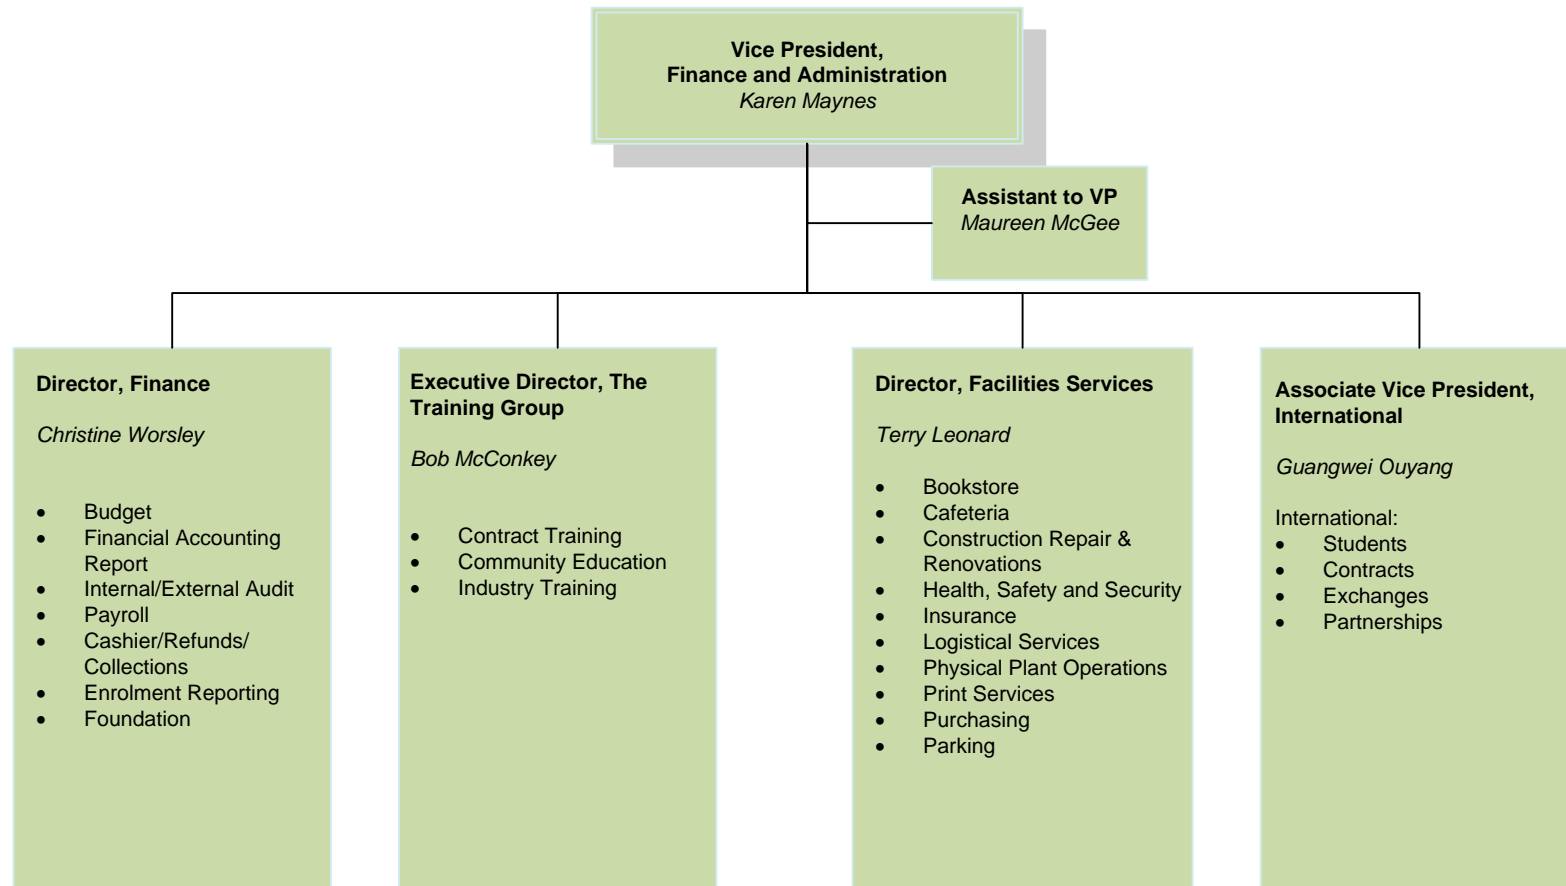 Vice President,
Finance and Administration
Karen Maynes
Assistant to VP
Maureen McGee
Director, Finance
Christine Worsley
• Budget
• Financial Accounting
Report
• Internal/External Audit
• Payroll
• Cashier/Refunds/
Collections
• Enrolment Reporting
• Foundation
Executive Director, The
Training Group
Bob McConkey
• Contract Training
• Community Education
• Industry Training
Director, Facilities Services
Terry Leonard
• Bookstore
• Cafeteria
• Construction Repair &
Renovations
• Health, Safety and Security
• Insurance
• Logistical Services
• Physical Plant Operations
• Print Services
• Purchasing
• Parking
Associate Vice President,
International
Guangwei Ouyang
International:
• Students
• Contracts
• Exchanges
• Partnerships